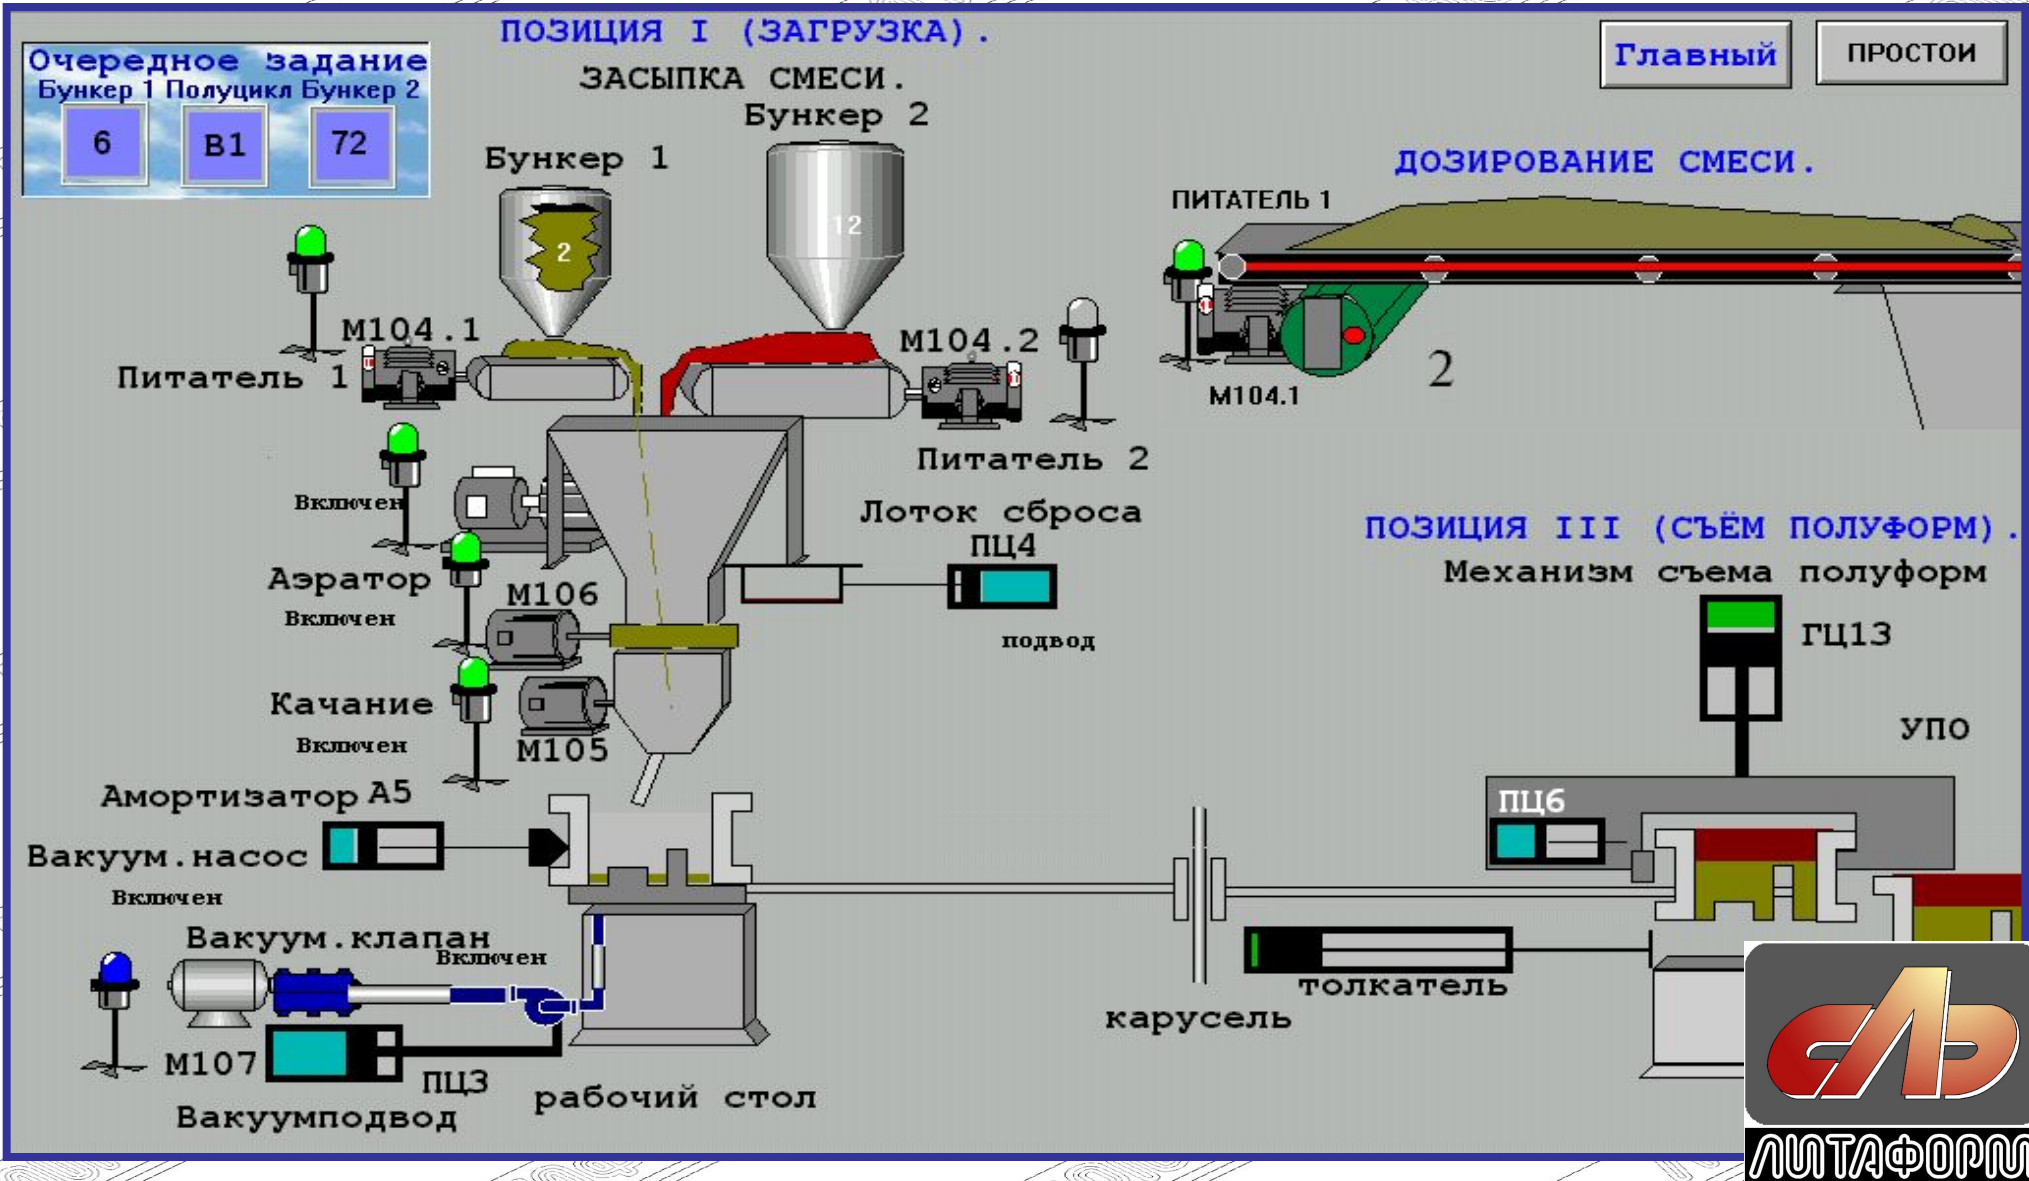 ПОЗИЦИЯ I (ЗАГРУЗКА).
Очередное задание
Бункер 1 Полуцикл Бункер 2
6 В1 72
ЗАСЫПКА СМЕСИ.
Бункер 2
Бункер 1
12
2
Главный
ПРОСТОИ
ДОЗИРОВАНИЕ СМЕСИ.
ПИТАТЕЛЬ 1
М104.1
2
М104.1
Питатель 1
М104.2
Питатель 2
Включен
Лоток сброса
ПЦ4
подвод
Аэратор
Включен
М106
Качание
Включен
М105
Амортизатор А5
Вакуум.насос
Включен
Вакуум.клапан
Включен
М107
ПЦ3
Вакуумподвод
рабочий стол
карусель
толкатель
ПОЗИЦИЯ III (СЪЁМ ПОЛУФОРМ).
Механизм съема полуформ
ГЦ13
УПО
ПЦ6
ЛИТАФОРМ